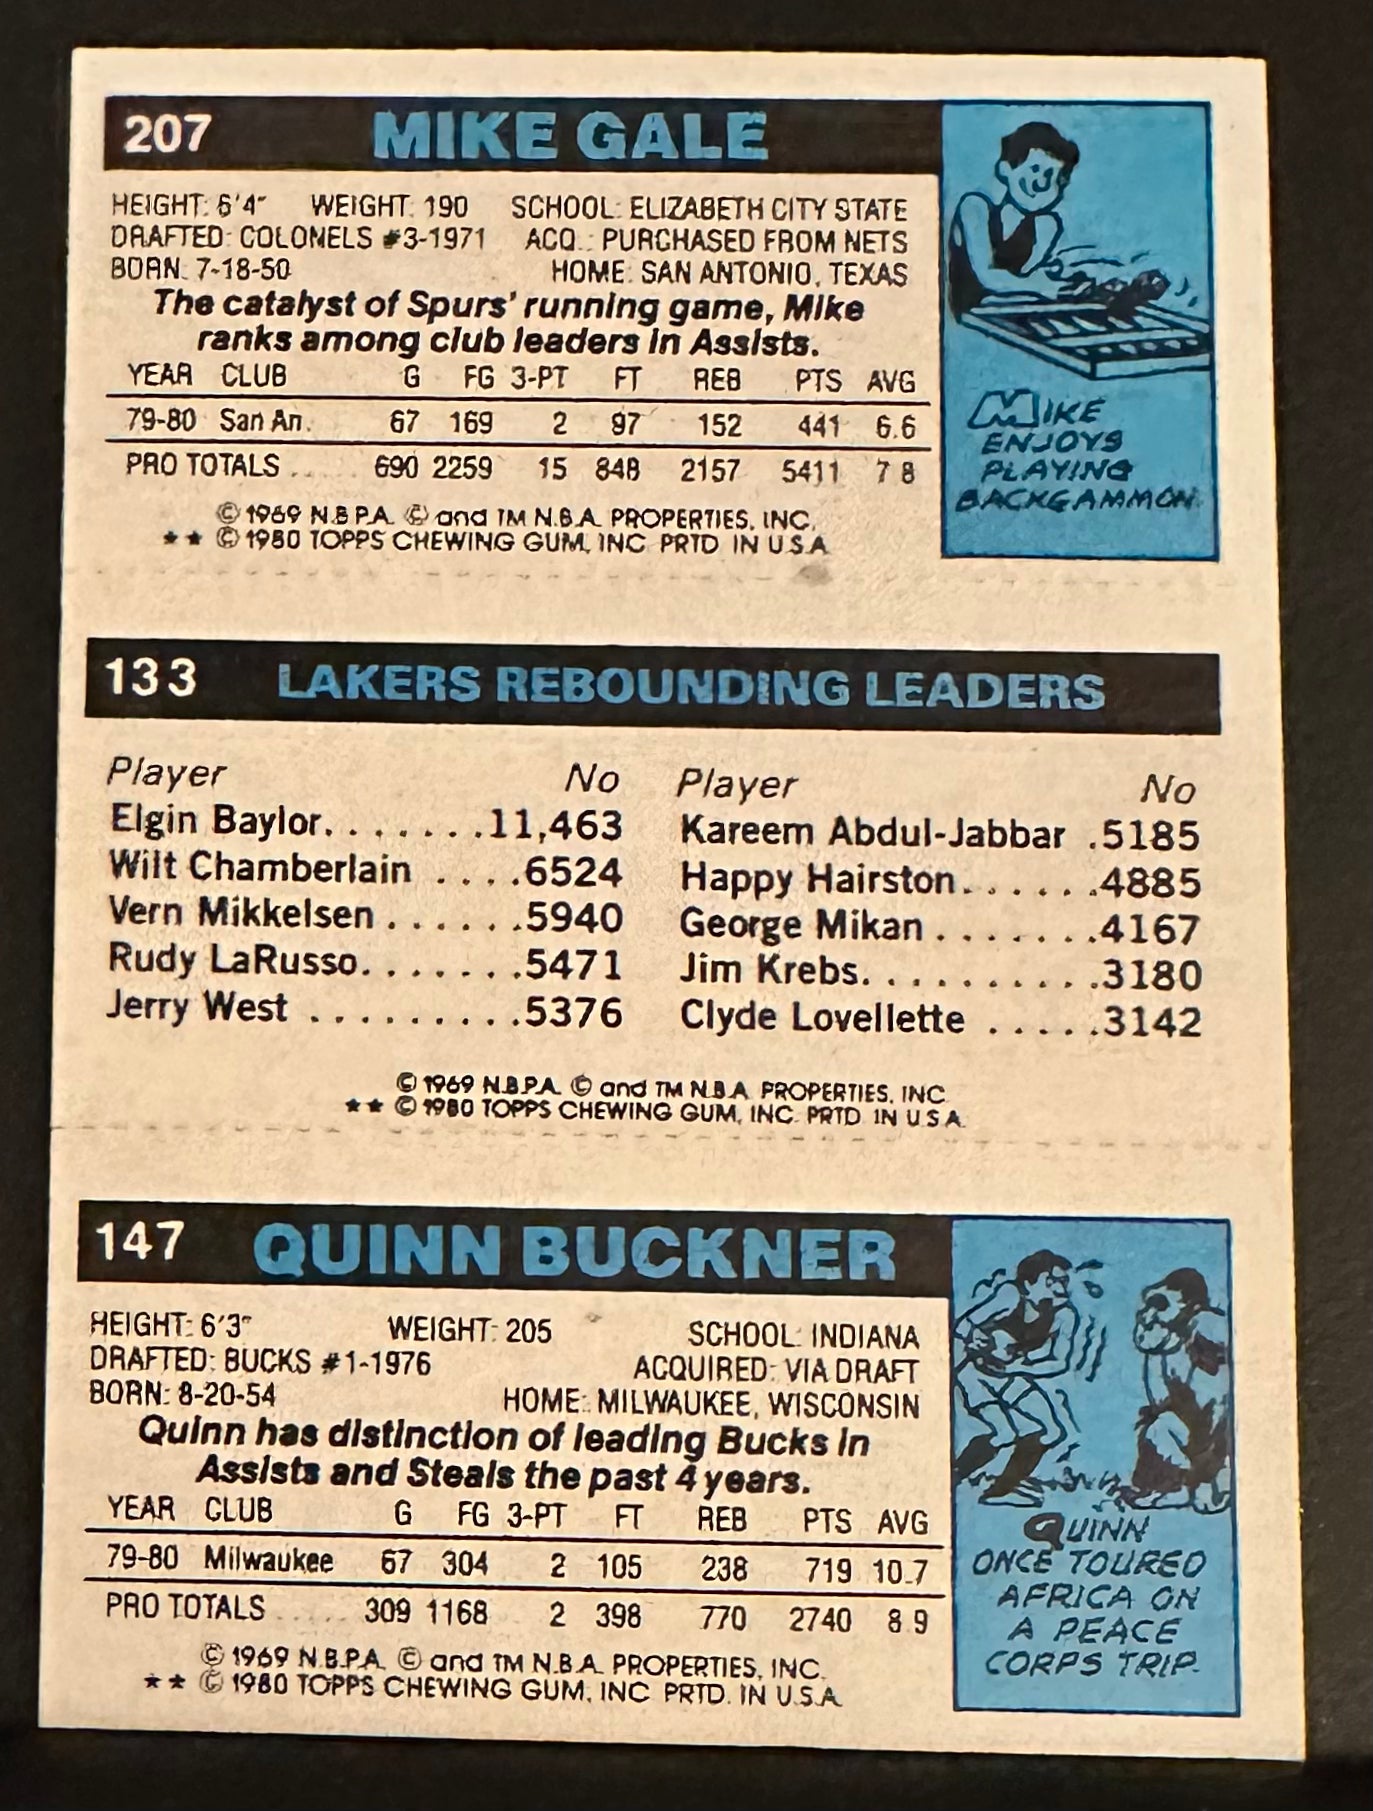 207 MIKE GALE
HEIGHT: 6'4" WEIGHT: 190 SCHOOL: ELIZABETH CITY STATE
DRAFTED: COLONELS #3-1971 ACQ.: PURCHASED FROM NETS
BORN: 7-18-50 HOME: SAN ANTONIO, TEXAS
The catalyst of Spurs' running game, Mike
ranks among club leaders in Assists.
YEAR CLUB G FG 3-PT FT REB PTS AVG
79-80 San An. 67 169 2 97 152 441 6.6
PRO TOTALS .... 690 2259 15 848 2157 5411 7.8
© 1969 N.B.P.A. © and TM N.B.A. PROPERTIES, INC.
★★ © 1980 TOPPS CHEWING GUM, INC. PRTD. IN U.S.A.
MIKE
ENJOYS
PLAYING
BACKGAMMON.
133 LAKERS REBOUNDING LEADERS
Player No Player No
Elgin Baylor.......11,463 Kareem Abdul-Jabbar .5185
Wilt Chamberlain ....6524 Happy Hairston......4885
Vern Mikkelsen ......5940 George Mikan .......4167
Rudy LaRusso.......5471 Jim Krebs..........3180
Jerry West .........5376 Clyde Lovellette .....3142
© 1969 N.B.P.A. © and TM N.B.A. PROPERTIES, INC.
★★ © 1980 TOPPS CHEWING GUM, INC. PRTD. IN U.S.A.
147 QUINN BUCKNER
HEIGHT: 6'3" WEIGHT: 205 SCHOOL: INDIANA
DRAFTED: BUCKS #1-1976 ACQUIRED: VIA DRAFT
BORN: 8-20-54 HOME: MILWAUKEE, WISCONSIN
Quinn has distinction of leading Bucks in
Assists and Steals the past 4 years.
YEAR CLUB G FG 3-PT FT REB PTS AVG
79-80 Milwaukee 67 304 2 105 238 719 10.7
PRO TOTALS ..... 309 1168 2 398 770 2740 8.9
© 1969 N.B.P.A. © and TM N.B.A. PROPERTIES, INC.
★★ © 1980 TOPPS CHEWING GUM, INC. PRTD. IN U.S.A.
QUINN
ONCE TOURED
AFRICA ON
A PEACE
CORPS TRIP.